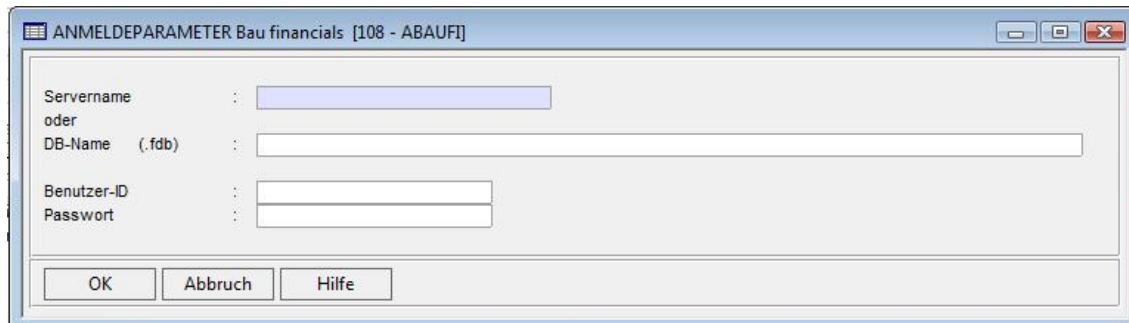 ANMELDEPARAMETER Bau financials [108 - ABAUFI]
Servername :
oder
DB-Name (.fdb) :
Benutzer-ID :
Passwort :
OK Abbruch Hilfe